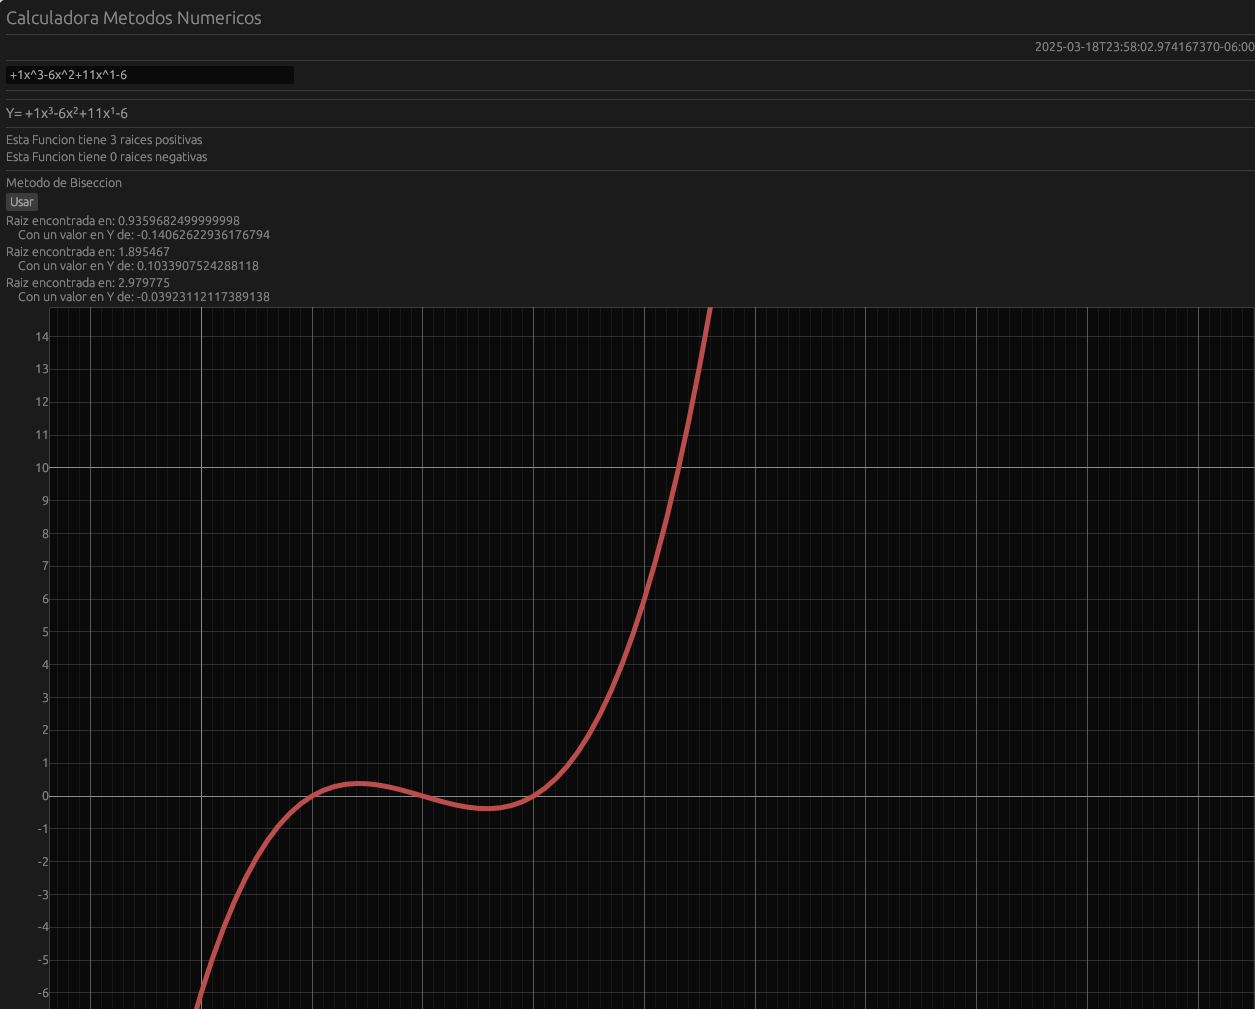 Calculadora Metodos Numericos
2025-03-18T23:58:02.974167370-06:00
+1x^3-6x^2+11x^1-6
Y= +1x³-6x²+11x¹-6
Esta Funcion tiene 3 raices positivas
Esta Funcion tiene 0 raices negativas
Metodo de Biseccion
Usar
Raiz encontrada en: 0.9359682499999998
Con un valor en Y de: -0.14062622936176794
Raiz encontrada en: 1.895467
Con un valor en Y de: 0.1033907524288118
Raiz encontrada en: 2.979775
Con un valor en Y de: -0.03923112117389138
14
13
12
11
10
9
8
7
6
5
4
3
2
1
0
-1
-2
-3
-4
-5
-6